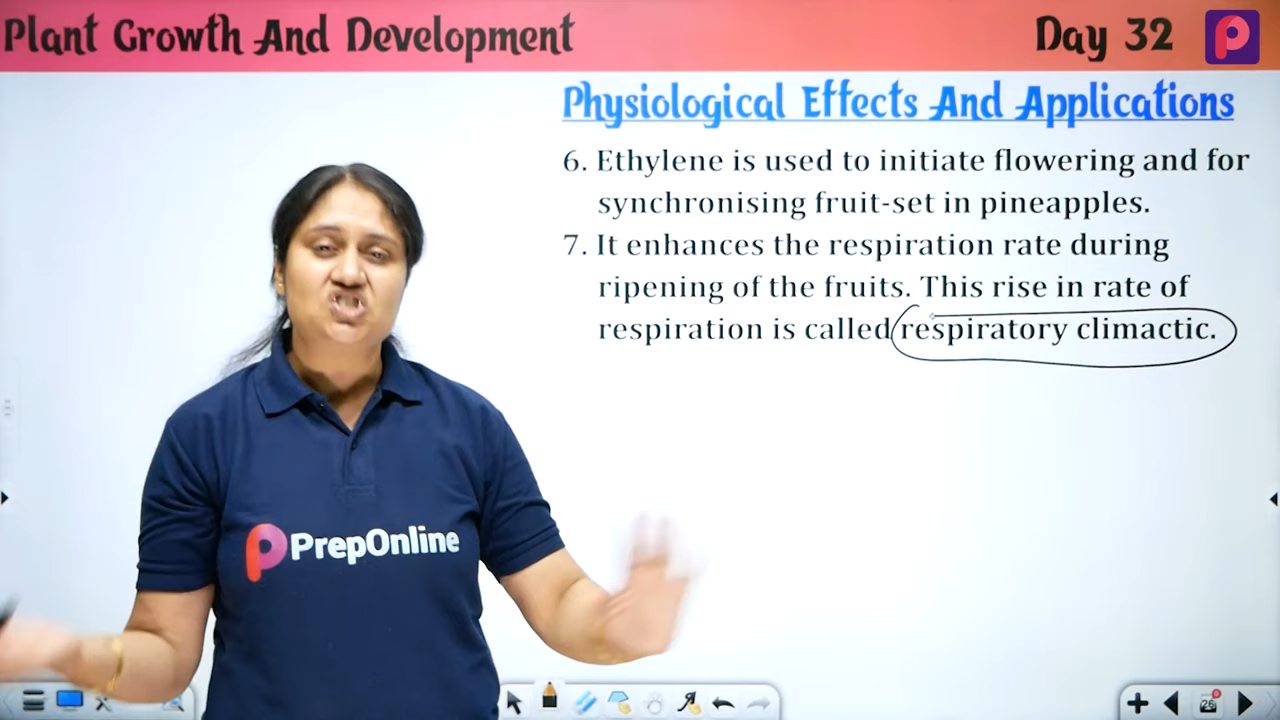 Plant Growth And Development
Day 32
Physiological Effects And Applications
6. Ethylene is used to initiate flowering and for
synchronising fruit-set in pineapples.
7. It enhances the respiration rate during
ripening of the fruits. This rise in rate of
respiration is called respiratory climactic.
PrepOnline
26